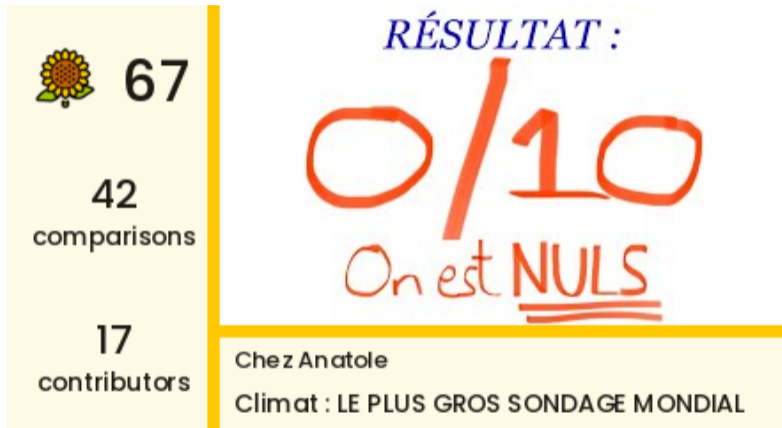 67
42
comparisons
17
contributors
RÉSULTAT :
0/10
On est NULS
Chez Anatole
Climat : LE PLUS GROS SONDAGE MONDIAL